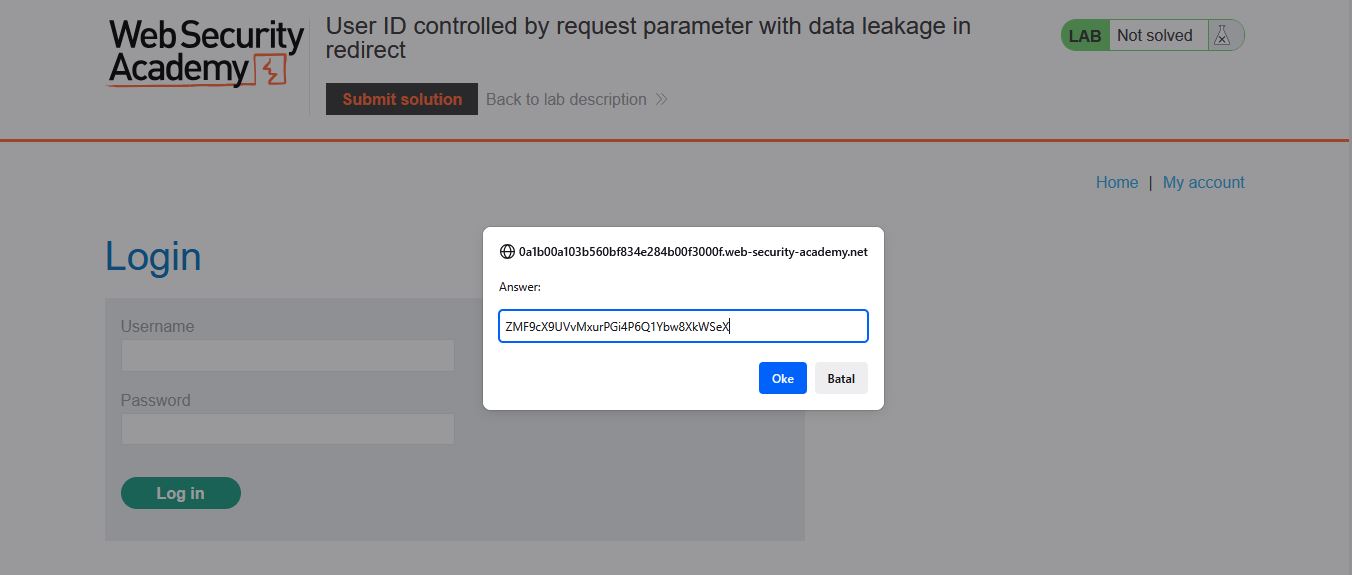 Web Security
Academy
User ID controlled by request parameter with data leakage in
redirect
LAB Not solved
Submit solution Back to lab description
Home | My account
Login
Username
Password
Log in
0a1b00a103b560bf834e284b00f3000f.web-security-academy.net
Answer:
ZMF9cX9UVvMxurPGi4P6Q1Ybw8XkWSeX
Oke Batal